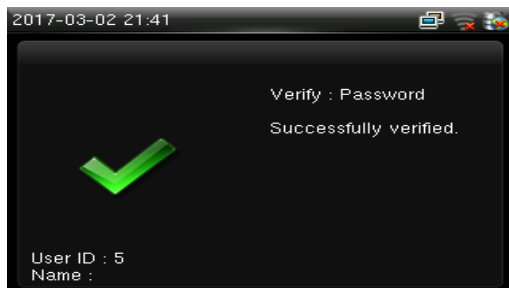 2017-03-02 21:41
Verify : Password
Successfully verified.
User ID : 5
Name :